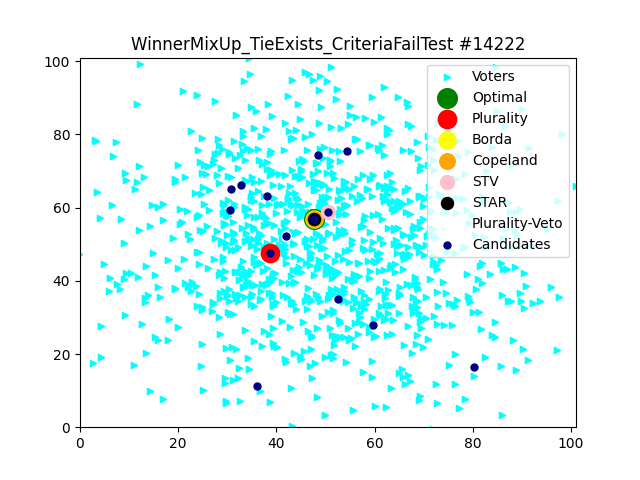 WinnerMixUp_TieExists_CriteriaFailTest #14222
100
80
60
40
20
0
0 20 40 60 80 100
Voters
Optimal
Plurality
Borda
Copeland
STV
STAR
Plurality-Veto
Candidates